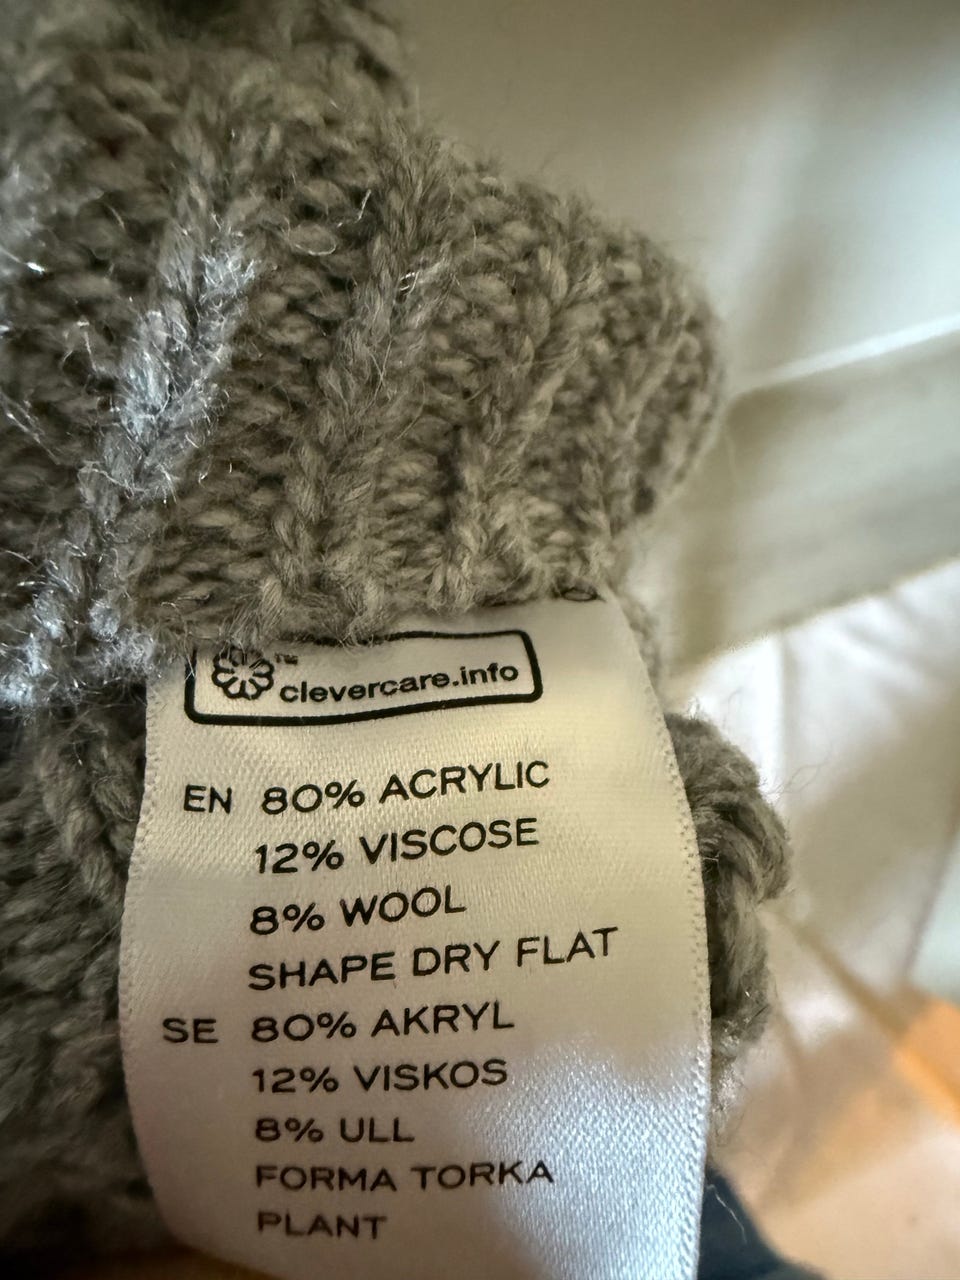 ™
clevercare.info
EN 80% ACRYLIC
12% VISCOSE
8% WOOL
SHAPE DRY FLAT
SE 80% AKRYL
12% VISKOS
8% ULL
FORMA TORKA
PLANT